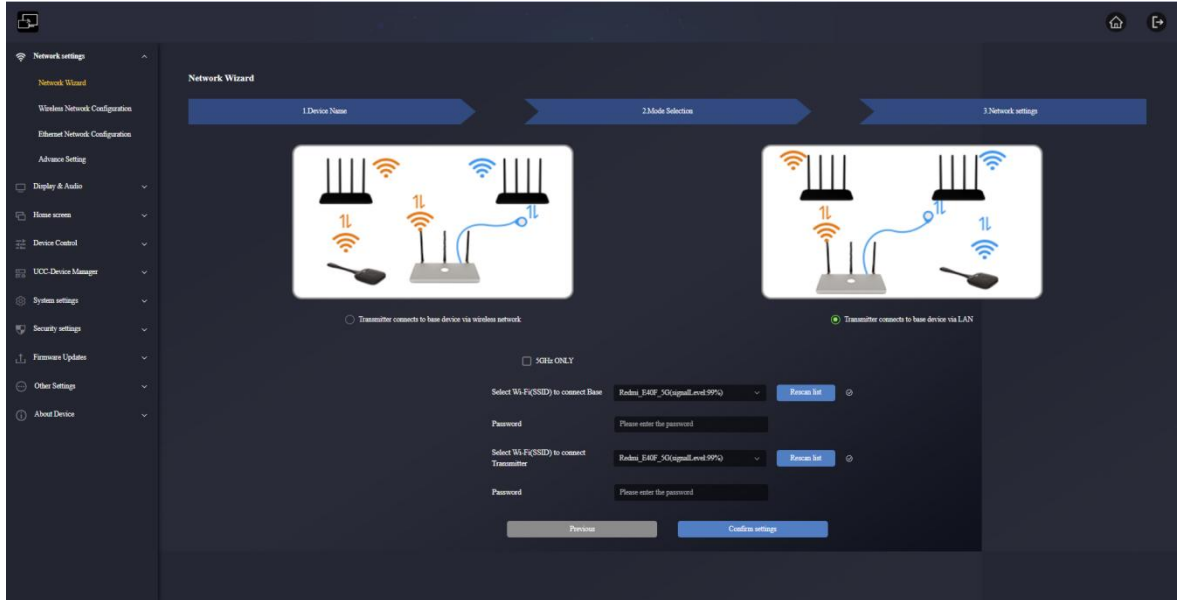 Network settings
Network Wizard
Wireless Network Configuration
Ethernet Network Configuration
Advance Setting
Display & Audio
Home screen
Device Control
UCC-Device Manager
System settings
Security settings
Firmware Updates
Other Settings
About Device
Network Wizard
1.Device Name
2.Mode Selection
3.Network settings
Transmitter connects to base device via wireless network
Transmitter connects to base device via LAN
5GHz ONLY
Select Wi-Fi(SSID) to connect Base
Redmi_E40F_5G(signalLevel:99%)
Rescan list
Password
Please enter the password
Select Wi-Fi(SSID) to connect
Transmitter
Redmi_E40F_5G(signalLevel:99%)
Rescan list
Password
Please enter the password
Previous
Confirm settings